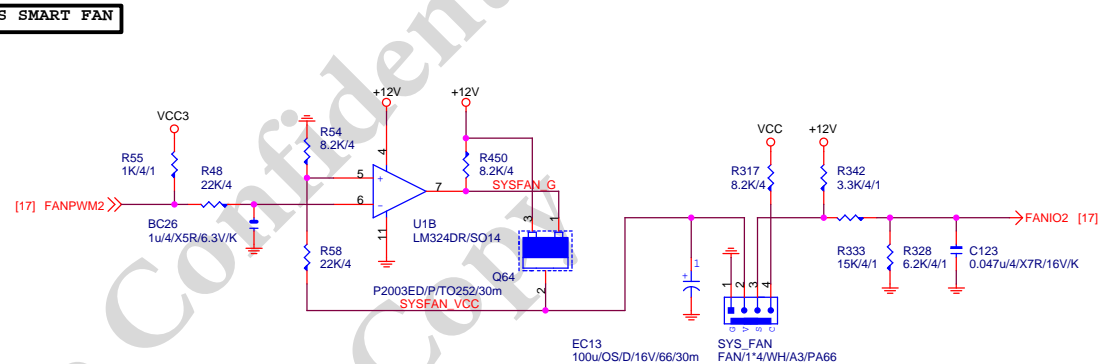 S SMART FAN
+12V
+12V
VCC3
VCC
+12V
R54
8.2K/4
R55
1K/4/1
R48
22K/4
R450
8.2K/4
R317
8.2K/4
R342
3.3K/4/1
4
5
+
7
SYSFAN_G
[17] FANPWM2
6
-
3
1
FANIO2 [17]
BC26
1u/4/X5R/6.3V/K
11
U1B
LM324DR/SO14
R58
22K/4
R333
15K/4/1
R328
6.2K/4/1
C123
0.047u/4/X7R/16V/K
Q64
P2003ED/P/TO252/30m
2
SYSFAN_VCC
+
1
1
2
3
4
G
V
S
C
EC13
100u/OS/D/16V/66/30m
SYS_FAN
FAN/1*4/WH/A3/PA66
Confident
Copy